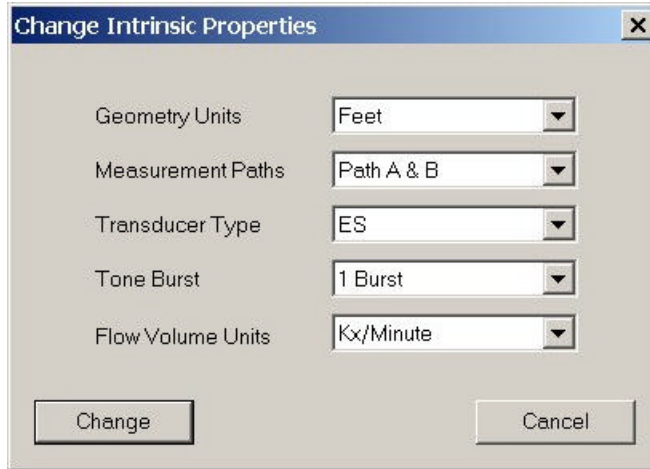 Change Intrinsic Properties
Geometry Units Feet
Measurement Paths Path A & B
Transducer Type ES
Tone Burst 1 Burst
Flow Volume Units Kx/Minute
Change Cancel